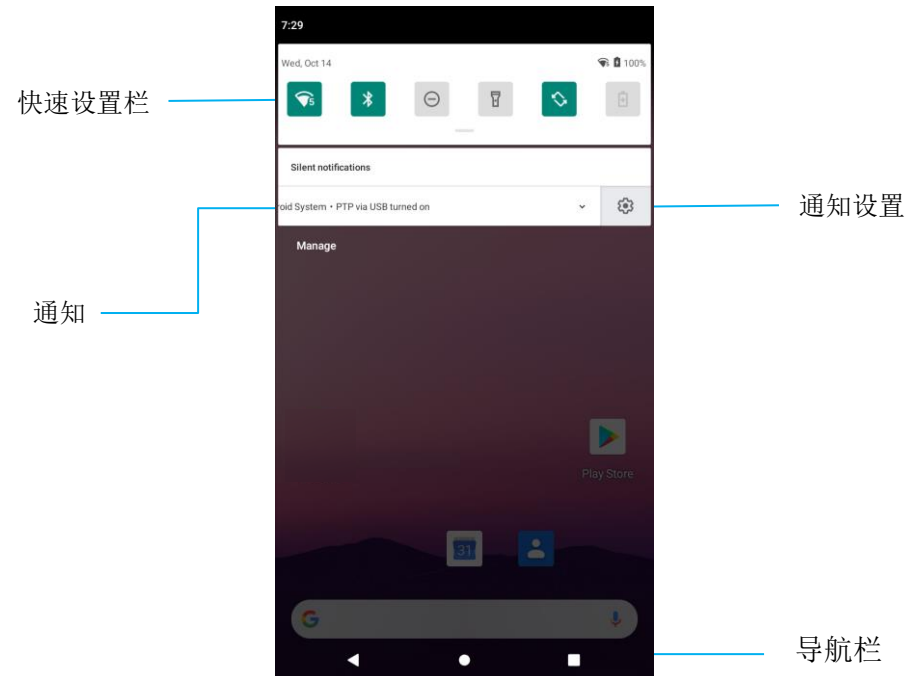 7:29
Wed, Oct 14
100%
快速设置栏
5
Silent notifications
oid System • PTP via USB turned on
通知设置
Manage
通知
Play Store
31
G
导航栏